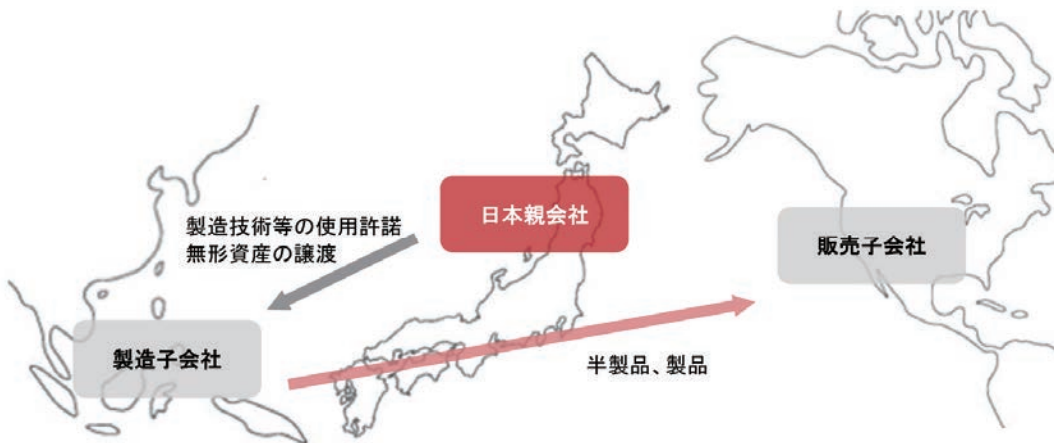 日本親会社
製造技術等の使用許諾
無形資産の譲渡
販売子会社
製造子会社
半製品、製品